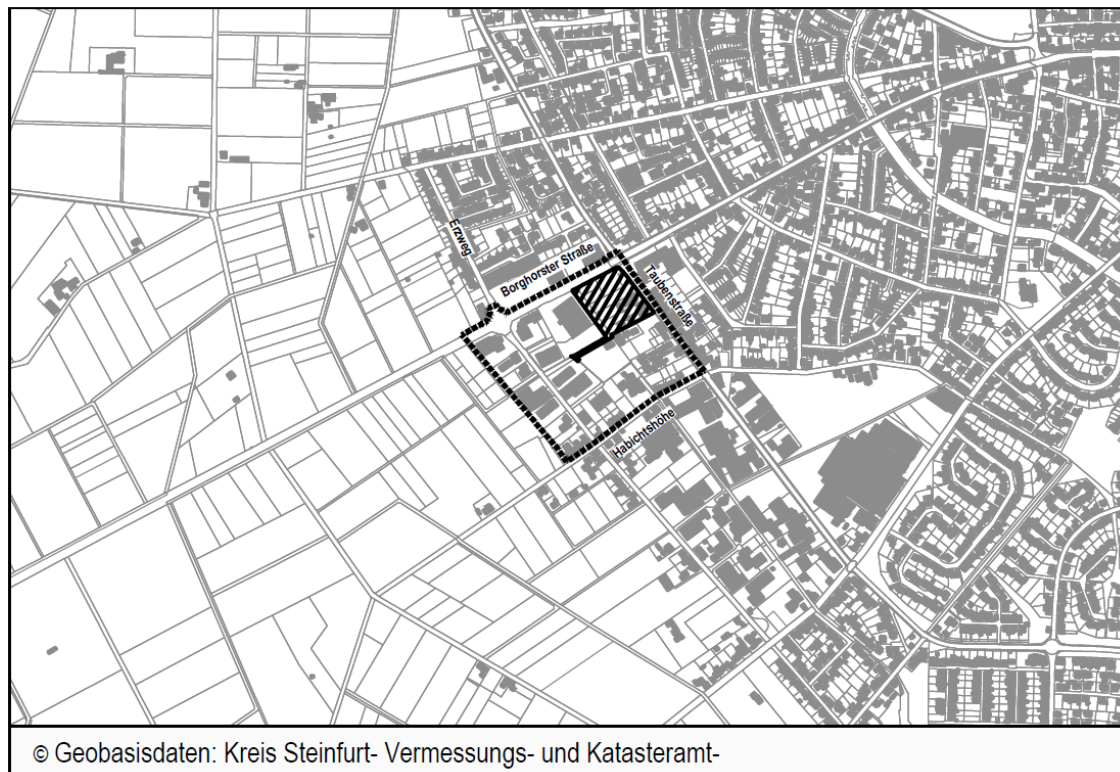 Erzweg
Borghorster Straße
Taubenstraße
Habichtshöhe
© Geobasisdaten: Kreis Steinfurt- Vermessungs- und Katasteramt-